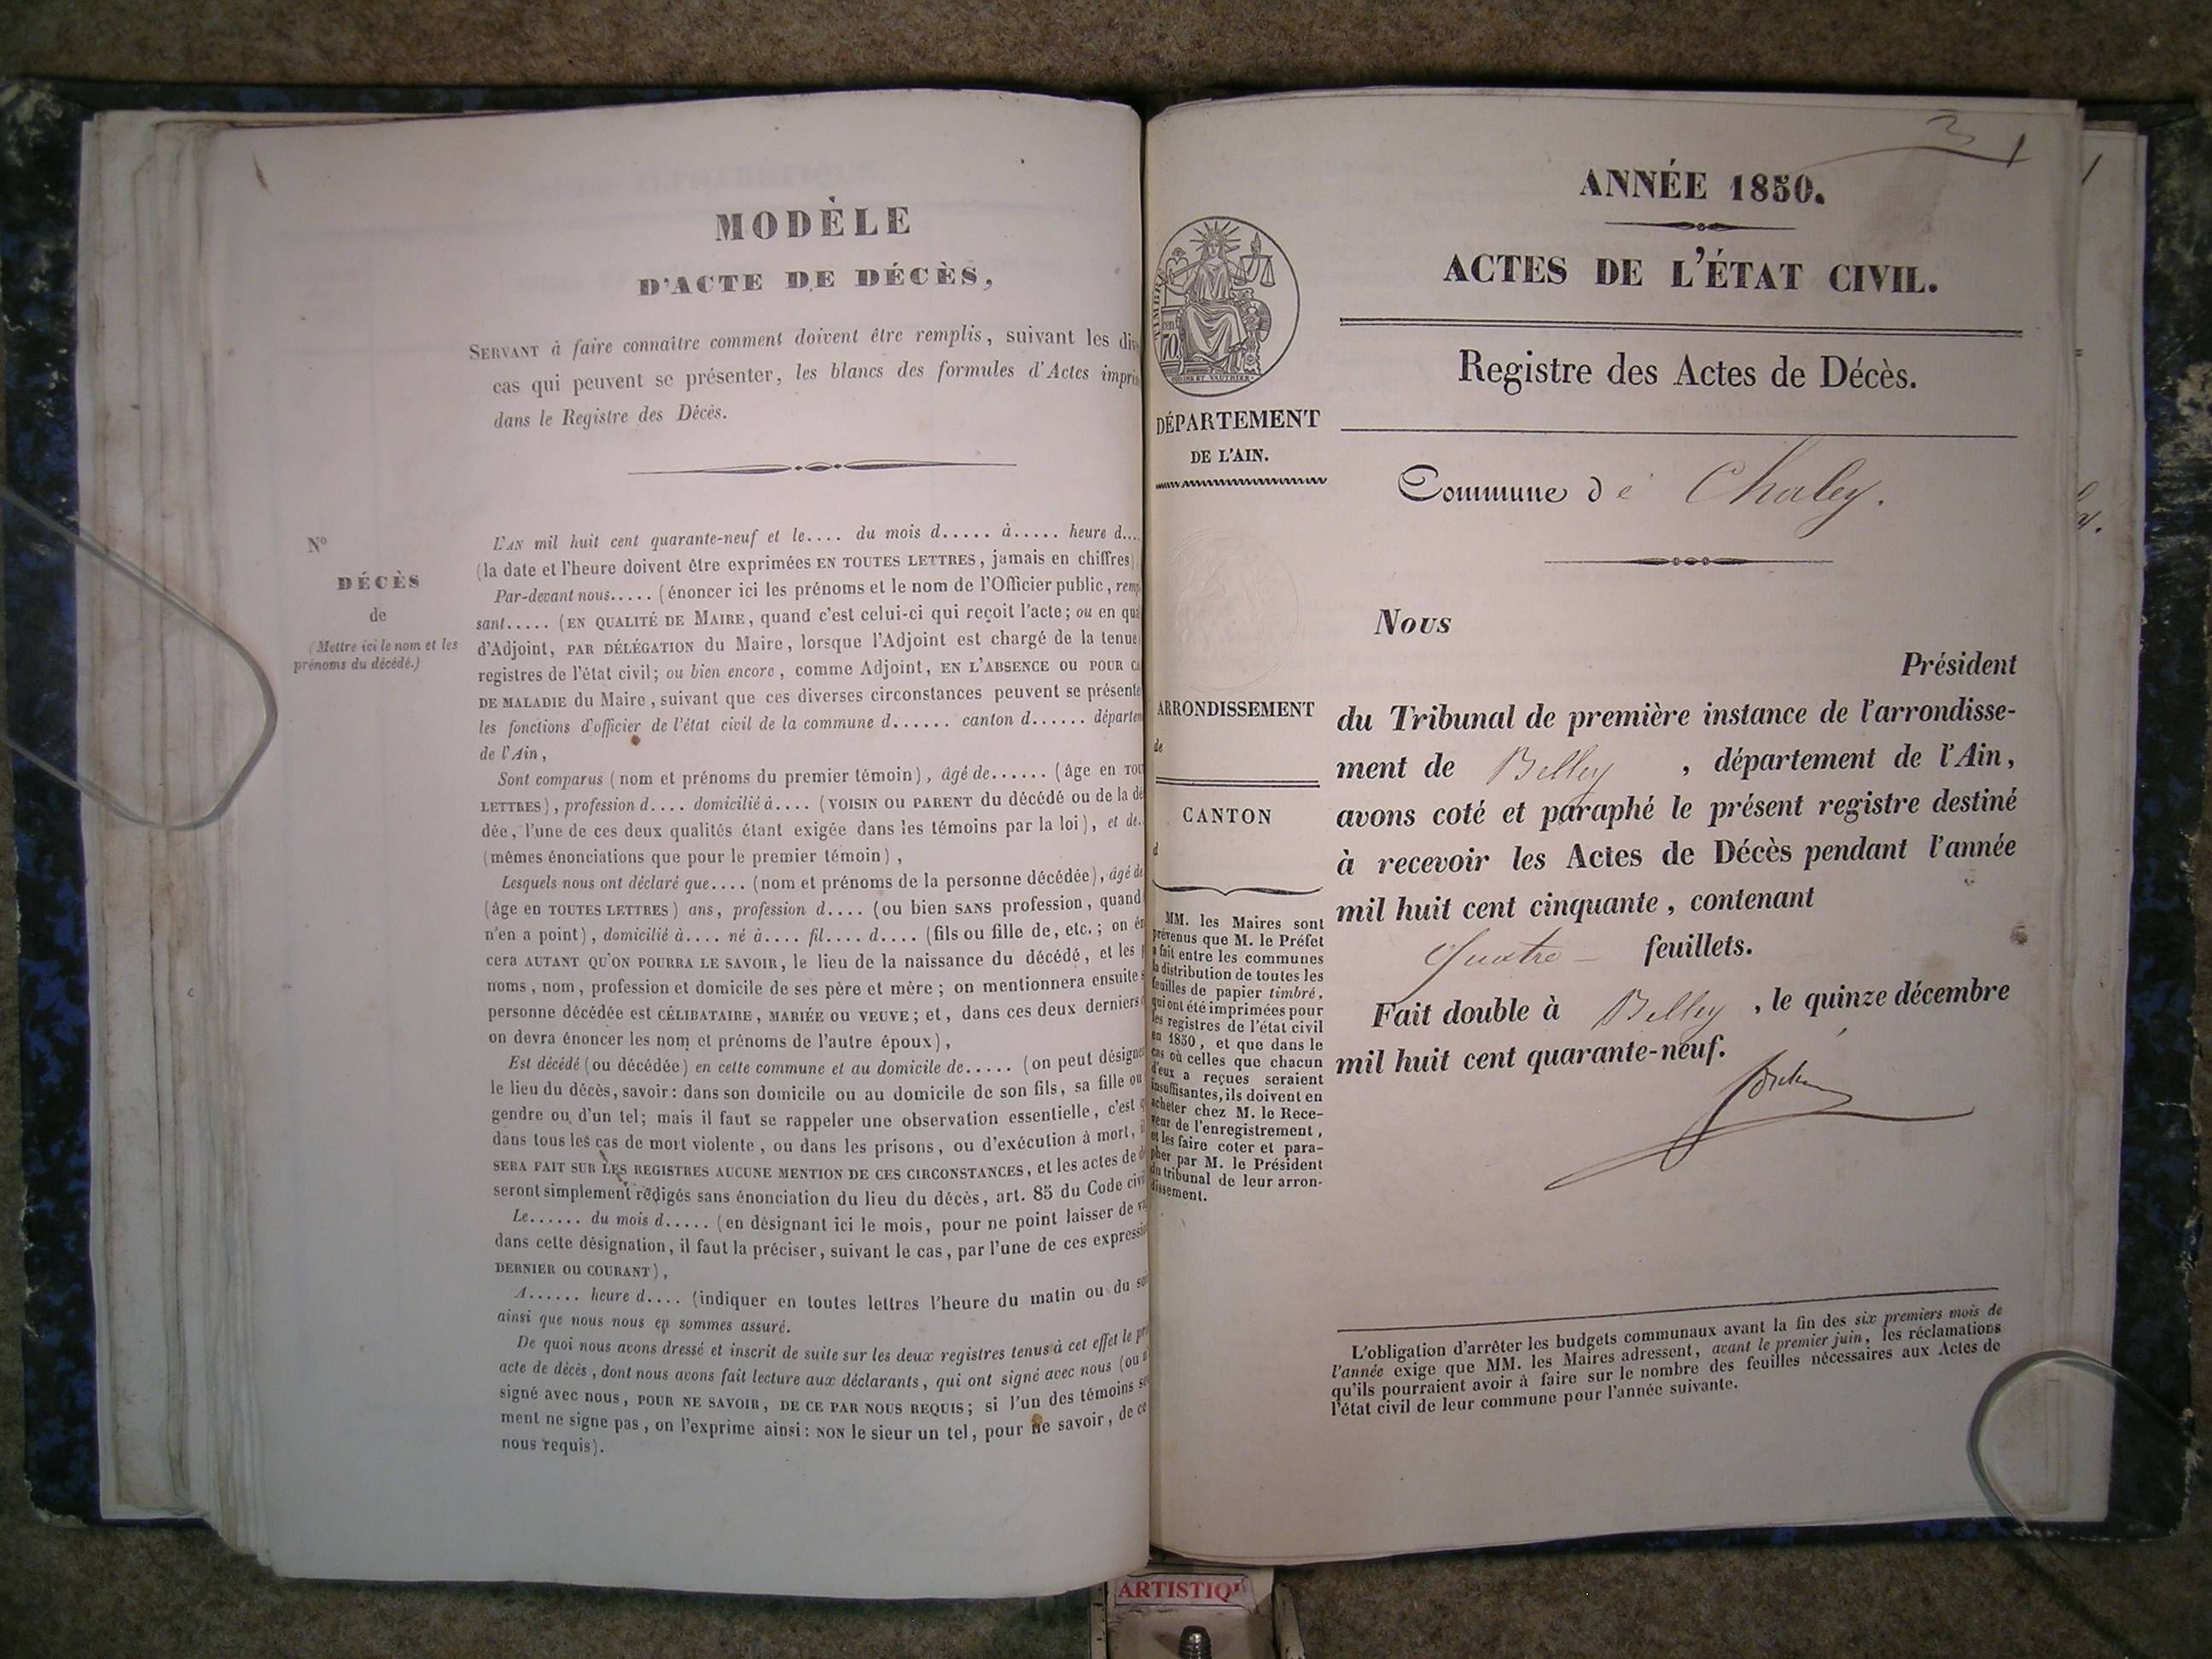 MODÈLE
D'ACTE DE DÉCÈS,
SERVANT à faire connaître comment doivent être remplis, suivant les div
cas qui peuvent se présenter, les blancs des formules d'Actes impri
dans le Registre des Décès.
N°
DÉCÈS
de
(Mettre ici le nom et les
prénoms du décédé.)
L'AN mil huit cent quarante-neuf et le.... du mois d..... à..... heure d....
(la date et l'heure doivent être exprimées EN TOUTES LETTRES, jamais en chiffres)
Par-devant nous..... (énoncer ici les prénoms et le nom de l'Officier public, remp
sant..... (EN QUALITÉ DE MAIRE, quand c'est celui-ci qui reçoit l'acte; ou en qua
d'Adjoint, PAR DÉLÉGATION du Maire, lorsque l'Adjoint est chargé de la tenue
registres de l'état civil; ou bien encore, comme Adjoint, EN L'ABSENCE OU POUR CA
DE MALADIE du Maire, suivant que ces diverses circonstances peuvent se présente
les fonctions d'officier de l'état civil de la commune d...... canton d...... départem
de l'Ain,
Sont comparus (nom et prénoms du premier témoin), âgé de...... (âge en TOU
LETTRES), profession d.... domicilié à.... (VOISIN OU PARENT du décédé ou de la dé
dée, l'une de ces deux qualités étant exigée dans les témoins par la loi), et de..
(mêmes énonciations que pour le premier témoin),
Lesquels nous ont déclaré que.... (nom et prénoms de la personne décédée), âgé de
(âge en TOUTES LETTRES) ans, profession d.... (ou bien SANS profession, quand
n'en a point), domicilié à.... né à.... fil.... d.... (fils ou fille de, etc.; on én
cera AUTANT QU'ON POURRA LE SAVOIR, le lieu de la naissance du décédé, et les p
noms, nom, profession et domicile de ses père et mère; on mentionnera ensuite s
personne décédée est CÉLIBATAIRE, MARIÉE OU VEUVE; et, dans ces deux derniers
on devra énoncer les nom et prénoms de l'autre époux),
Est décédé (ou décédée) en cette commune et au domicile de..... (on peut désigner
le lieu du décès, savoir: dans son domicile ou au domicile de son fils, sa fille ou
gendre ou d'un tel; mais il faut se rappeler une observation essentielle, c'est q
dans tous les cas de mort violente, ou dans les prisons, ou d'exécution à mort, il
SERA FAIT SUR LES REGISTRES AUCUNE MENTION DE CES CIRCONSTANCES, et les actes de d
seront simplement rédigés sans énonciation du lieu du décès, art. 85 du Code civi
Le...... du mois d..... (en désignant ici le mois, pour ne point laisser de va
dans cette désignation, il faut la préciser, suivant le cas, par l'une de ces expressi
DERNIER OU COURANT),
A...... heure d.... (indiquer en toutes lettres l'heure du matin ou du soi
ainsi que nous nous en sommes assuré.
De quoi nous avons dressé et inscrit de suite sur les deux registres tenus à cet effet le pr
acte de décès, dont nous avons fait lecture aux déclarants, qui ont signé avec nous (ou n
signé avec nous, POUR NE SAVOIR, DE CE PAR NOUS REQUIS; si l'un des témoins se
ment ne signe pas, on l'exprime ainsi: NON le sieur un tel, pour ne savoir, de ce
nous requis).
3 1
ANNÉE 1850.
ACTES DE L'ÉTAT CIVIL.
Registre des Actes de Décès.
TIMBRE
70
DÉPARTEMENT
DE L'AIN.
Commune de Chaley.
Nous
Président
du Tribunal de première instance de l'arrondisse-
ment de Belley, département de l'Ain,
avons coté et paraphé le présent registre destiné
à recevoir les Actes de Décès pendant l'année
mil huit cent cinquante, contenant
Quatre — feuillets.
Fait double à Belley, le quinze décembre
mil huit cent quarante-neuf.
ARRONDISSEMENT
de
CANTON
d
MM. les Maires sont
prévenus que M. le Préfet
a fait entre les communes
la distribution de toutes les
feuilles de papier timbré,
qui ont été imprimées pour
les registres de l'état civil
en 1850, et que dans le
cas où celles que chacun
d'eux a reçues seraient
insuffisantes, ils doivent en
acheter chez M. le Rece-
veur de l'enregistrement,
et les faire coter et para-
pher par M. le Président
du tribunal de leur arron-
dissement.
L'obligation d'arrêter les budgets communaux avant la fin des six premiers mois de
l'année exige que MM. les Maires adressent, avant le premier juin, les réclamations
qu'ils pourraient avoir à faire sur le nombre des feuilles nécessaires aux Actes de
l'état civil de leur commune pour l'année suivante.
ARTISTIQ